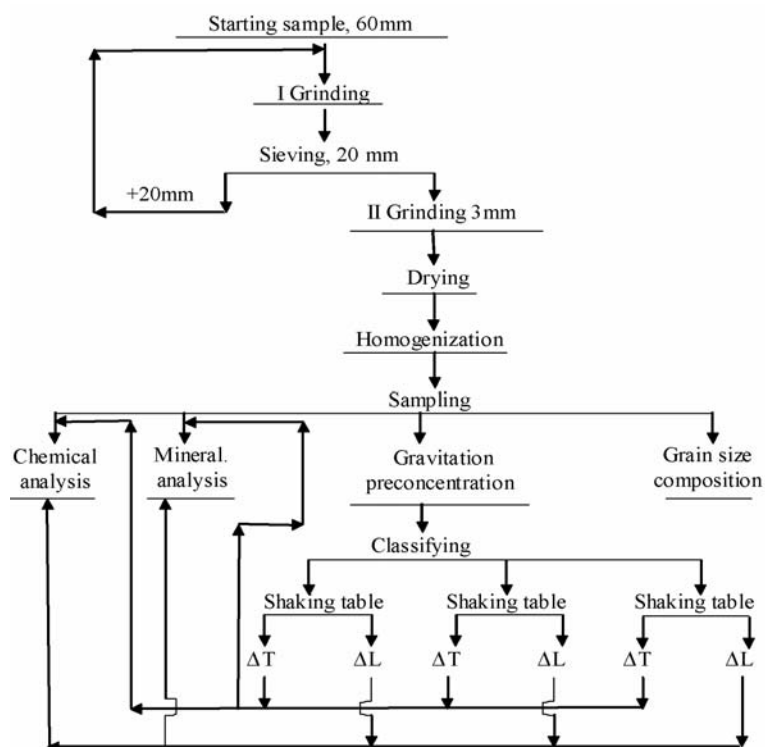 Starting sample, 60mm
I Grinding
Sieving, 20 mm
+20mm
II Grinding 3mm
Drying
Homogenization
Sampling
Chemical
analysis
Mineral.
analysis
Gravitation
preconcentration
Grain size
composition
Classifying
Shaking table
Shaking table
Shaking table
ΔT
ΔL
ΔT
ΔL
ΔT
ΔL